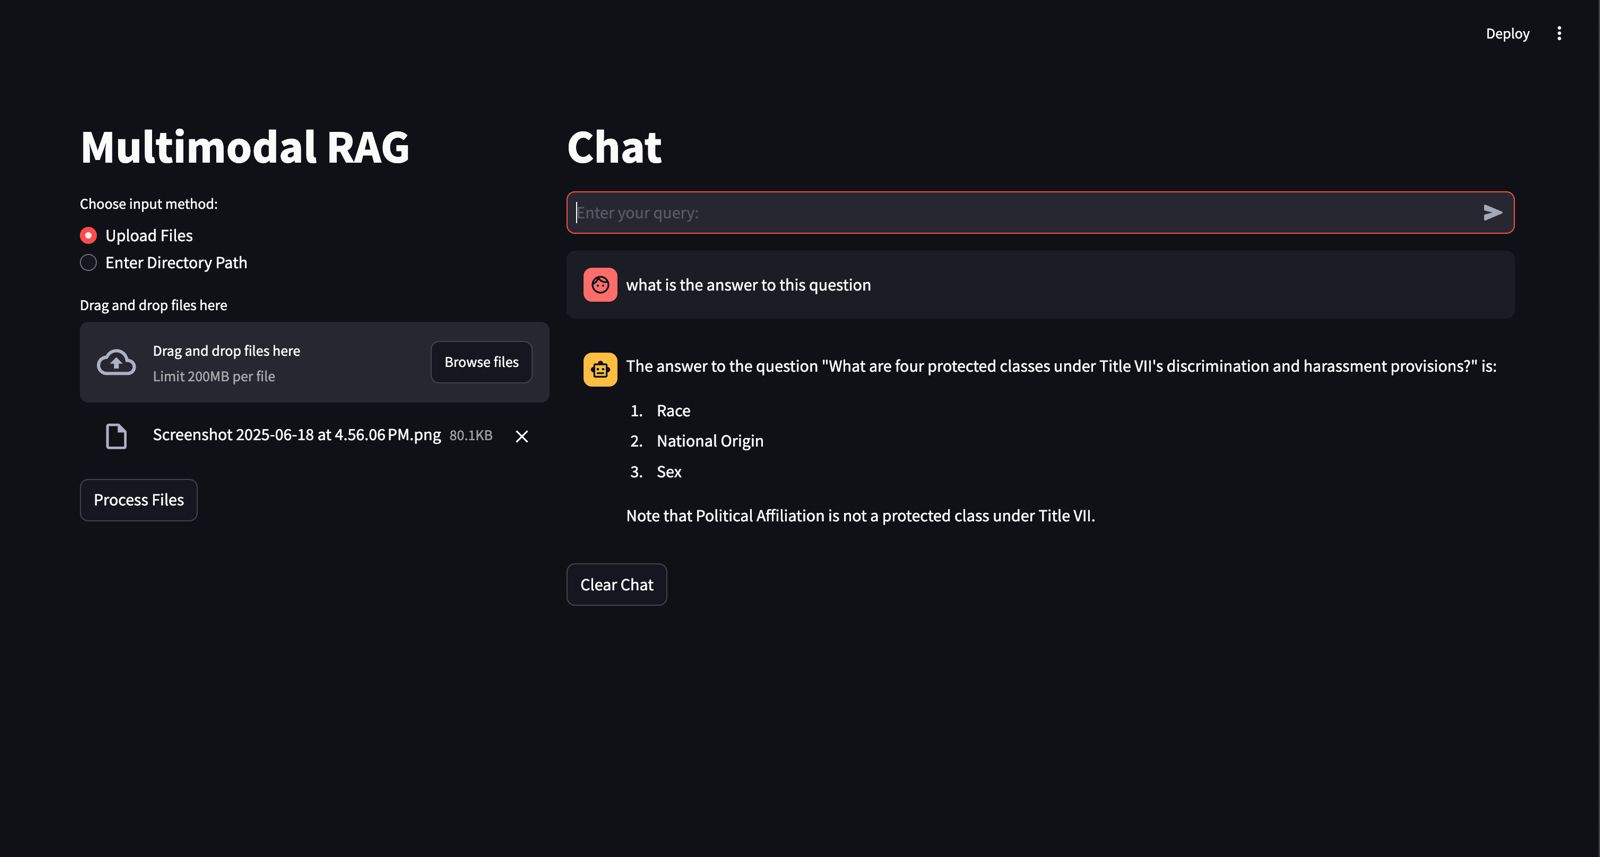 Deploy
Multimodal RAG
Choose input method:
Upload Files
Enter Directory Path
Drag and drop files here
Drag and drop files here
Limit 200MB per file
Browse files
Screenshot 2025-06-18 at 4.56.06 PM.png 80.1KB
Process Files
Chat
Enter your query:
what is the answer to this question
The answer to the question "What are four protected classes under Title VII's discrimination and harassment provisions?" is:
1. Race
2. National Origin
3. Sex
Note that Political Affiliation is not a protected class under Title VII.
Clear Chat